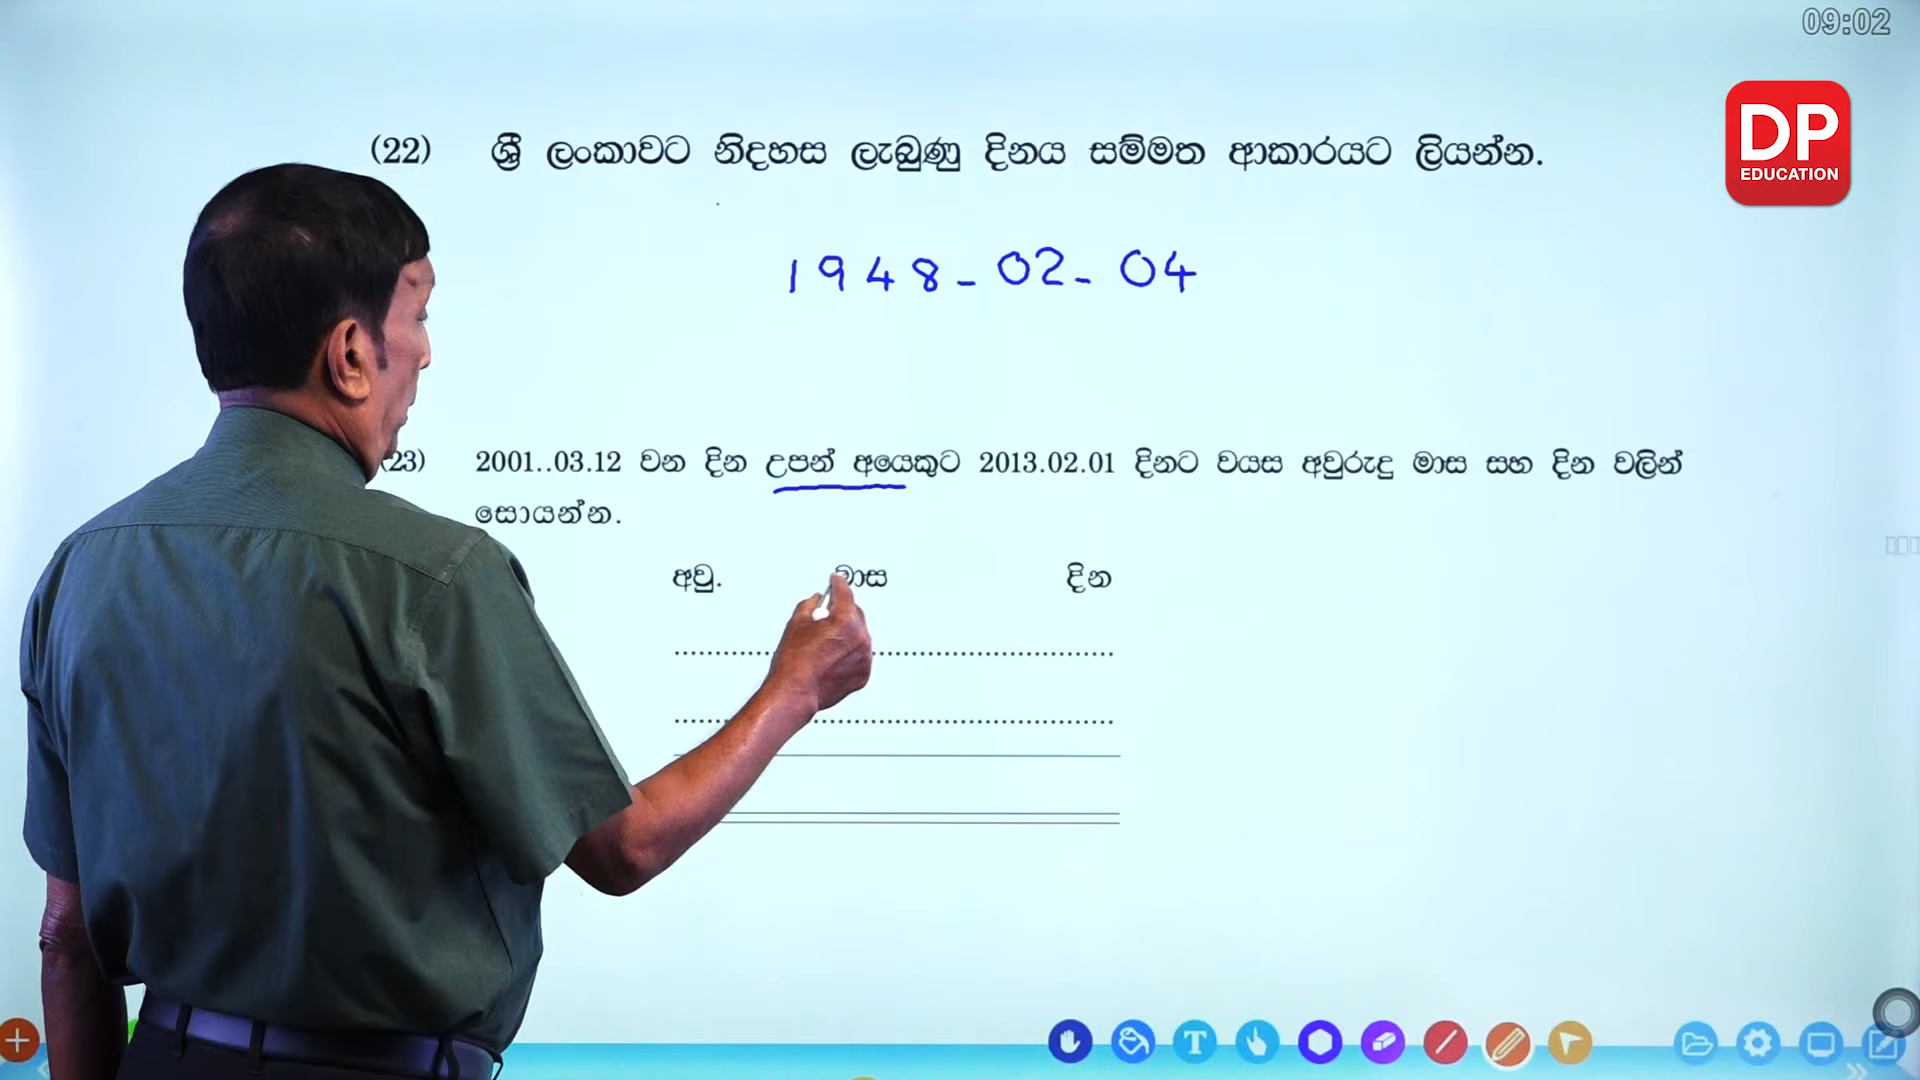 09:02
DP
EDUCATION
(22) ශ්‍රී ලංකාවට නිදහස ලැබුණු දිනය සම්මත ආකාරයට ලියන්න.
1948-02-04
(23) 2001..03.12 වන දින උපන් අයෙකුට 2013.02.01 දිනට වයස අවුරුදු මාස සහ දින වලින්
සොයන්න.
අවු. මාස දින